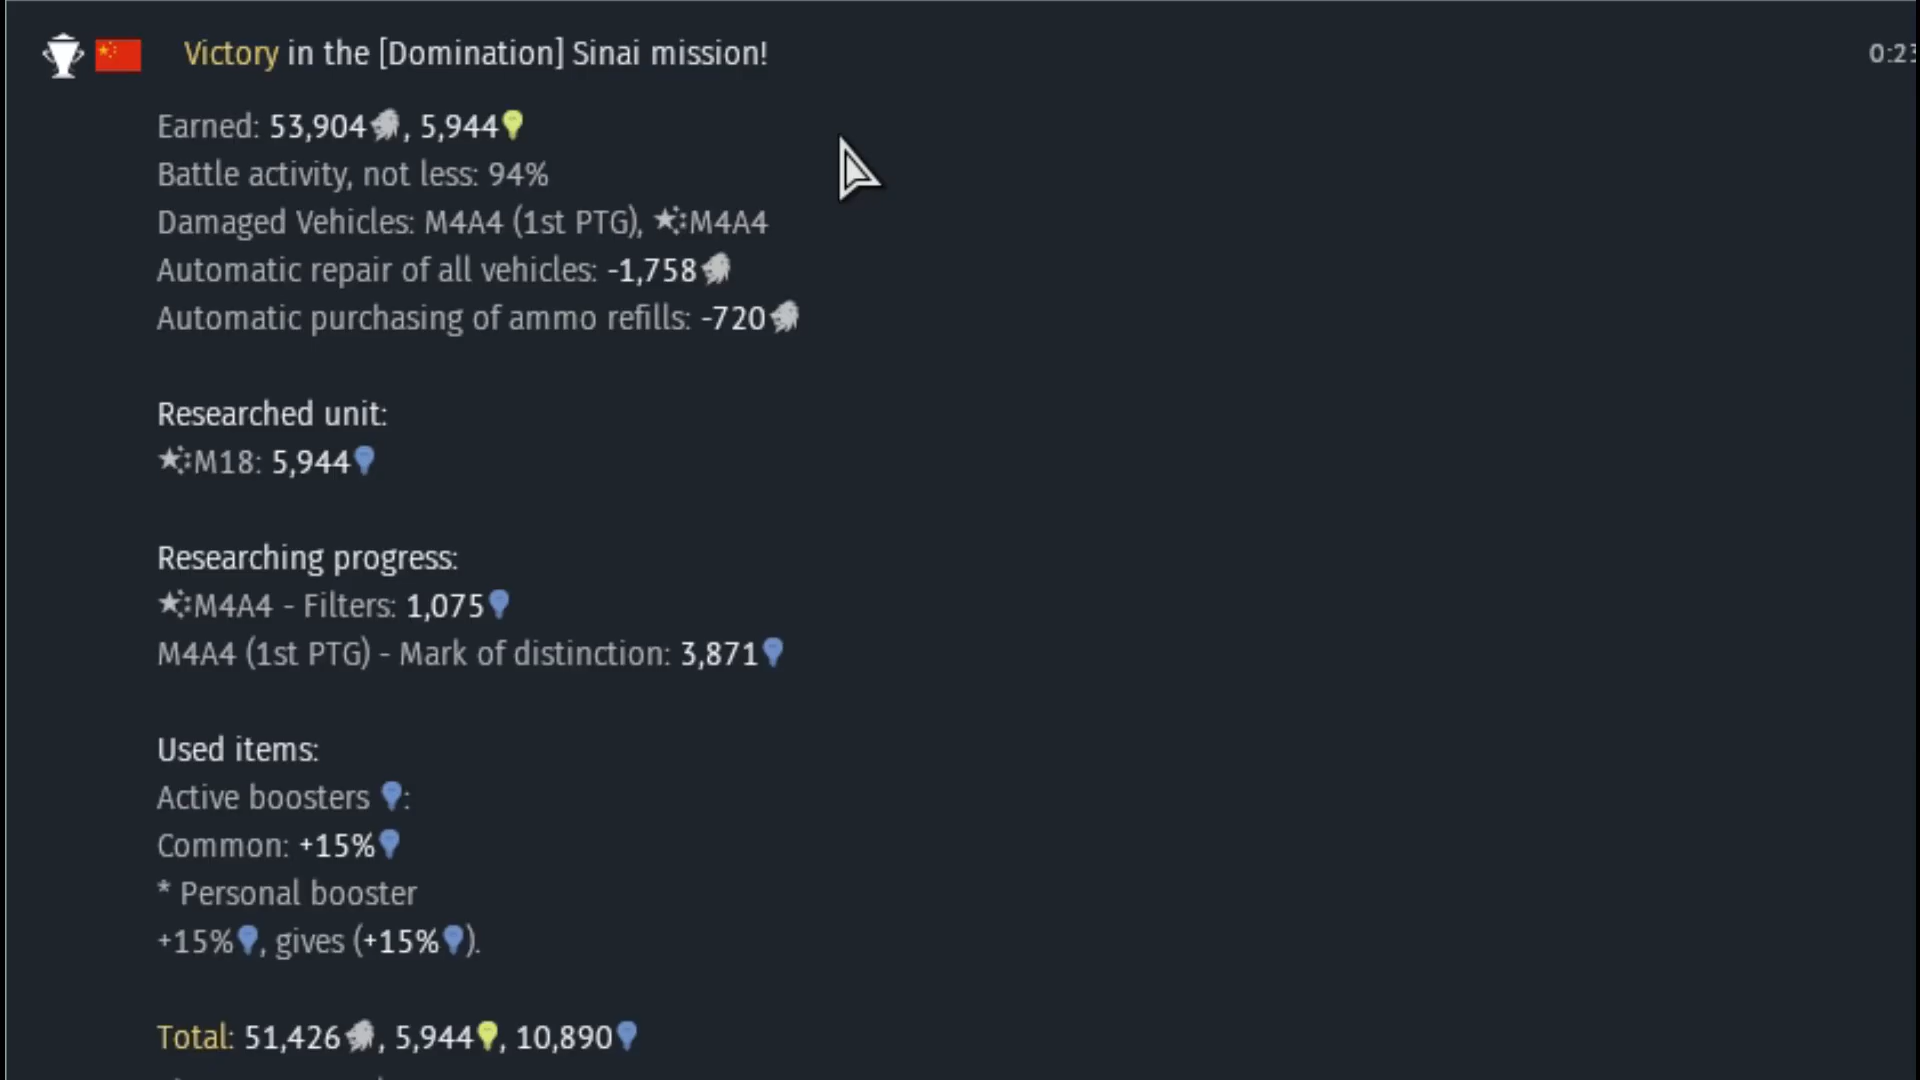 Victory in the [Domination] Sinai mission!
0:23
Earned: 53,904, 5,944
Battle activity, not less: 94%
Damaged Vehicles: M4A4 (1st PTG), M4A4
Automatic repair of all vehicles: -1,758
Automatic purchasing of ammo refills: -720
Researched unit:
M18: 5,944
Researching progress:
M4A4 - Filters: 1,075
M4A4 (1st PTG) - Mark of distinction: 3,871
Used items:
Active boosters :
Common: +15%
* Personal booster
+15%, gives (+15%).
Total: 51,426, 5,944, 10,890